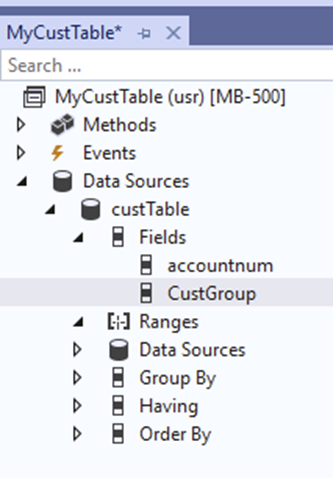 MyCustTable*
Search ...
MyCustTable (usr) [MB-500]
Methods
Events
Data Sources
custTable
Fields
accountnum
CustGroup
Ranges
Data Sources
Group By
Having
Order By